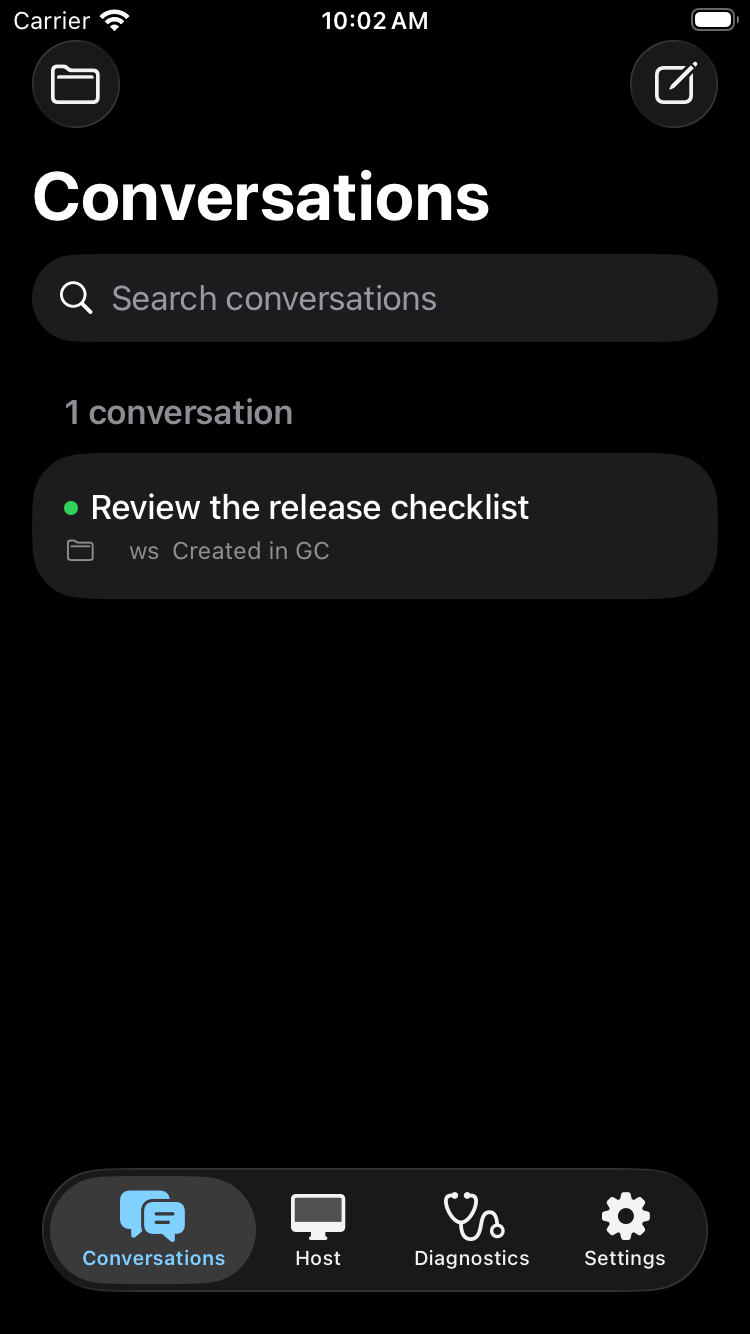 Carrier 10:02 AM
Conversations
Search conversations
1 conversation
Review the release checklist
ws Created in GC
Conversations Host Diagnostics Settings